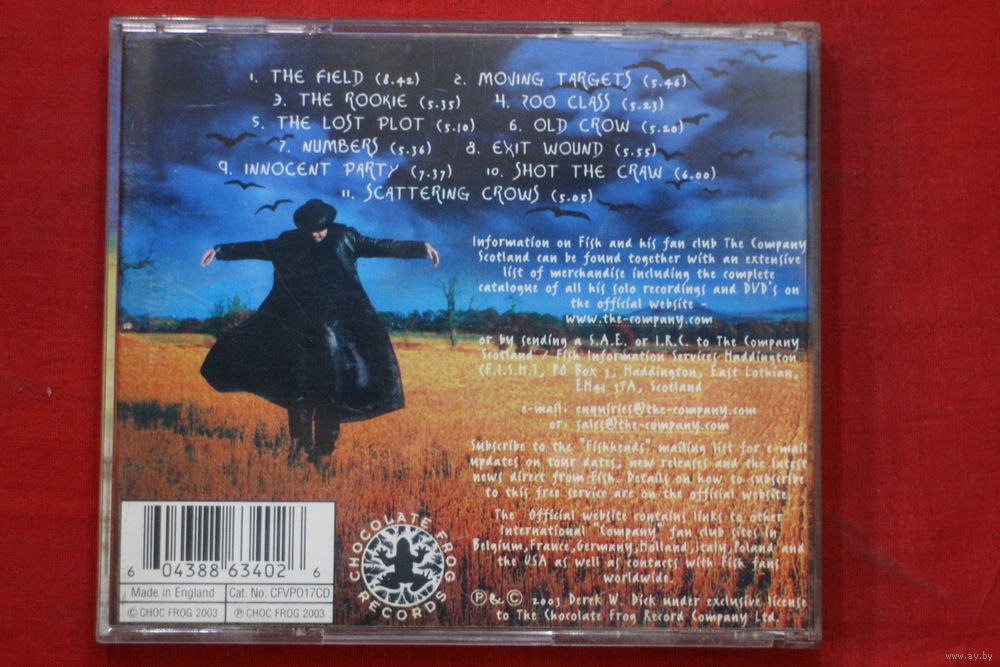 1. THE FIELD (8.42) 2. MOVING TARGETS (5.46)
3. THE ROOKIE (5.35) 4. ZOO CLASS (5.23)
5. THE LOST PLOT (5.10) 6. OLD CROW (5.20)
7. NUMBERS (5.36) 8. EXIT WOUND (5.55)
9. INNOCENT PARTY (7.37) 10. SHOT THE CRAW (6.00)
11. SCATTERING CROWS (5.05)
Information on Fish and his fan club The Company
Scotland can be found together with an extensive
list of merchandise including the complete
catalogue of all his solo recordings and DVD's on
the official website -
www.the-company.com
or by sending a S.A.E. or I.R.C. to The Company
Scotland / Fish Information Services Haddington
(F.I.S.H.), PO Box 3, Haddington, East Lothian,
EH41 3TA, Scotland
e-mail: enquiries@the-company.com
or: sales@the-company.com
Subscribe to the "Fishheads" mailing list for e-mail
updates on tour dates, new releases and the latest
news direct from Fish. Details on how to subscribe
to this free service are on the official website
The Official website contains links to other
International "Company" fan club sites in
Belgium,France,Germany,Holland,Italy,Poland and
the USA as well as contacts with Fish fans
worldwide.
Ⓟ & © 2003 Derek W. Dick under exclusive license
to The Chocolate Frog Record Company Ltd.
CHOCOLATE FROG
RECORDS
6 04388 63402 6
Made in England Cat. No: CFVPO17CD
© CHOC FROG 2003 Ⓟ CHOC FROG 2003
www.ay.by